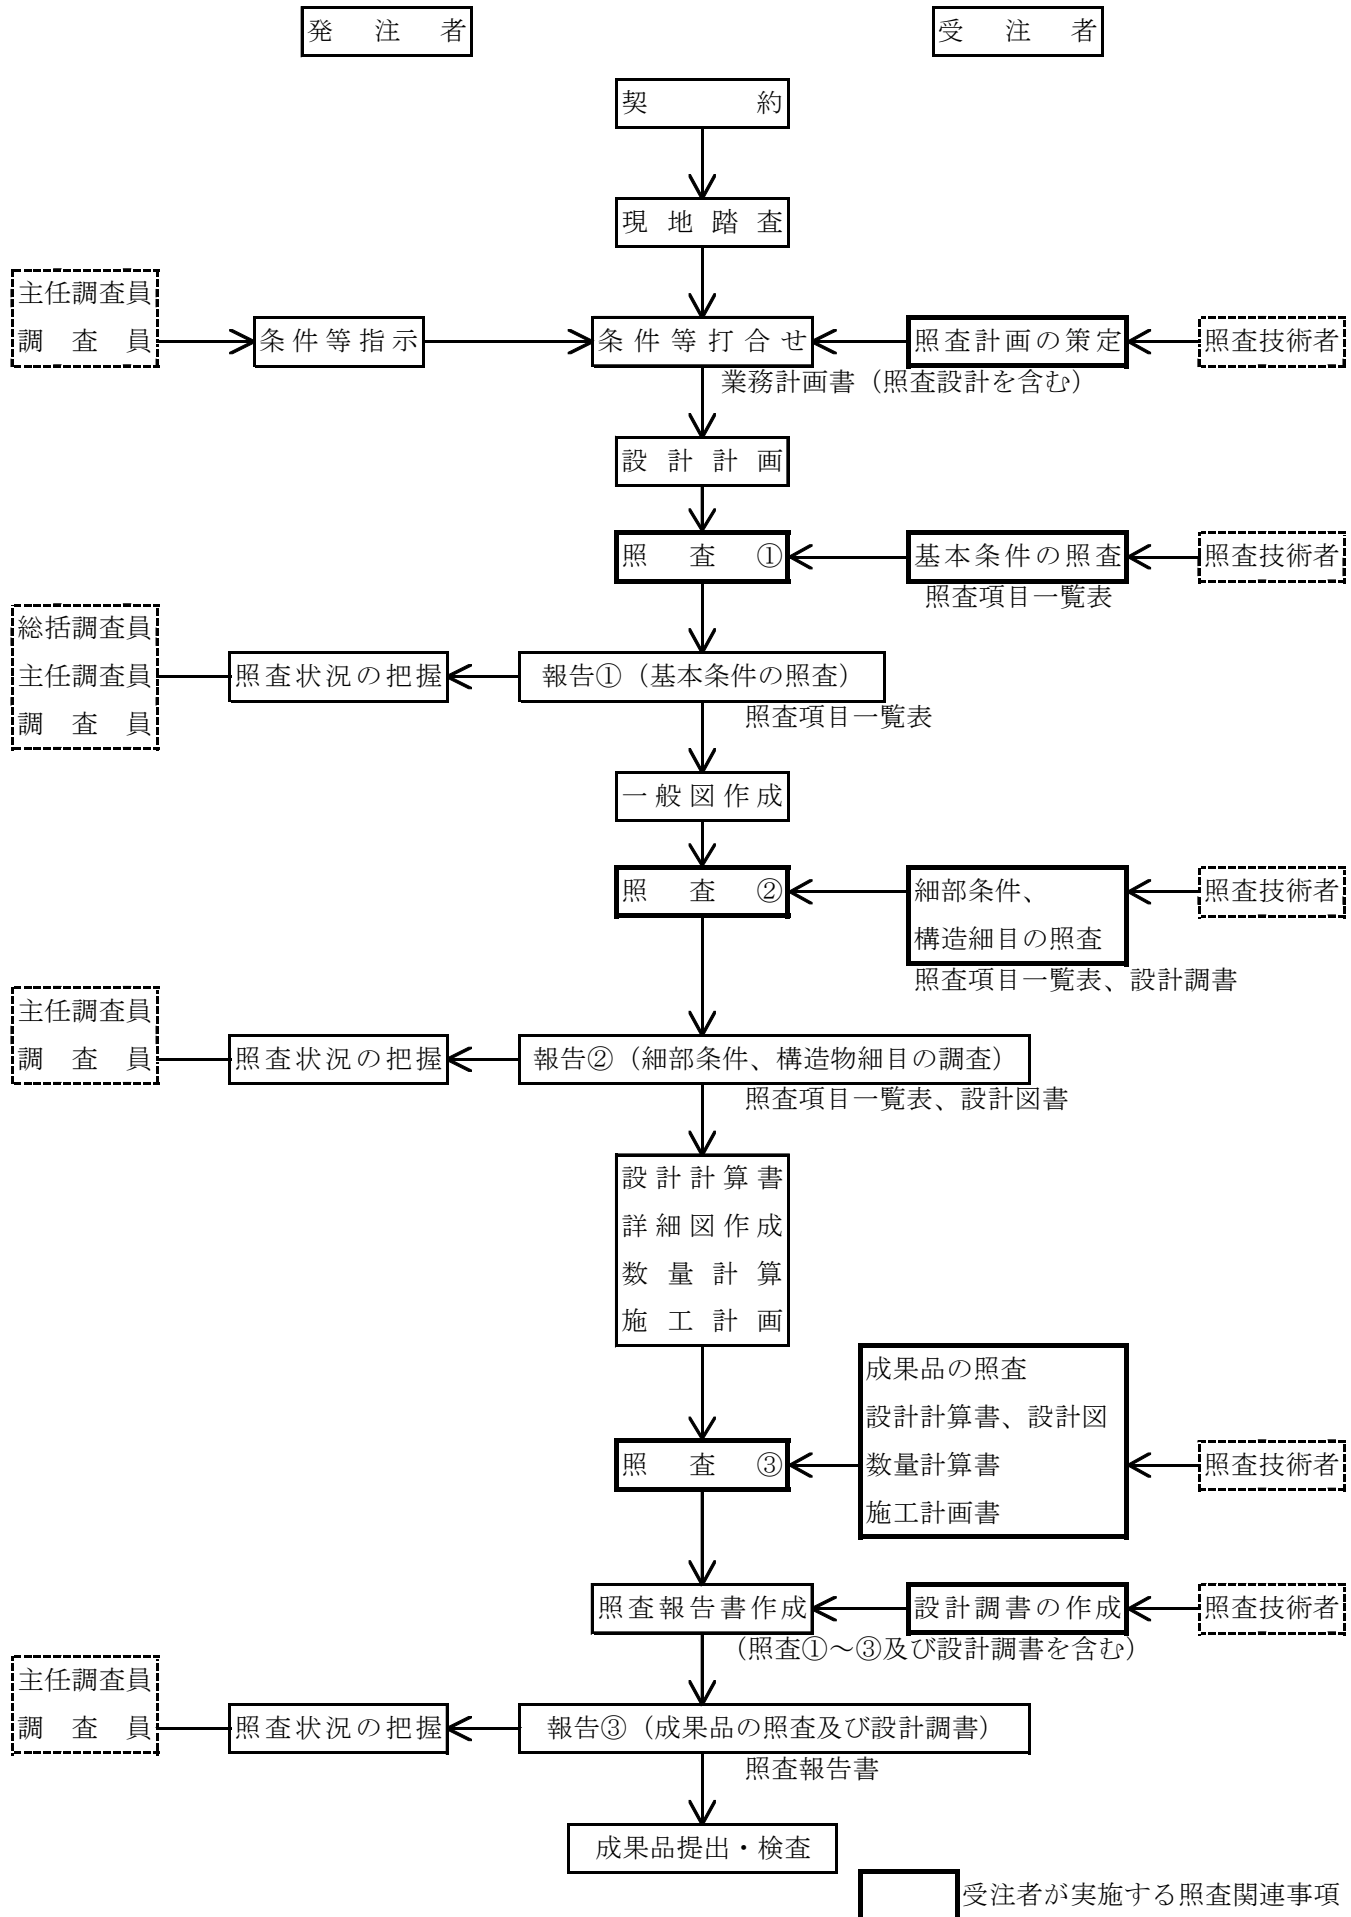 発注者
受注者
契約
現地踏査
主任調査員
調査員
条件等指示
条件等打合せ
照査計画の策定
照査技術者
業務計画書（照査設計を含む）
設計計画
照査①
基本条件の照査
照査技術者
照査項目一覧表
総括調査員
主任調査員
調査員
照査状況の把握
報告①（基本条件の照査）
照査項目一覧表
一般図作成
照査②
細部条件、
構造細目の照査
照査技術者
照査項目一覧表、設計調書
主任調査員
調査員
照査状況の把握
報告②（細部条件、構造物細目の調査）
照査項目一覧表、設計図書
設計計算書
詳細図作成
数量計算
施工計画
成果品の照査
設計計算書、設計図
数量計算書
施工計画書
照査③
照査技術者
照査報告書作成
設計調書の作成
照査技術者
（照査①～③及び設計調書を含む）
主任調査員
調査員
照査状況の把握
報告③（成果品の照査及び設計調書）
照査報告書
成果品提出・検査
受注者が実施する照査関連事項